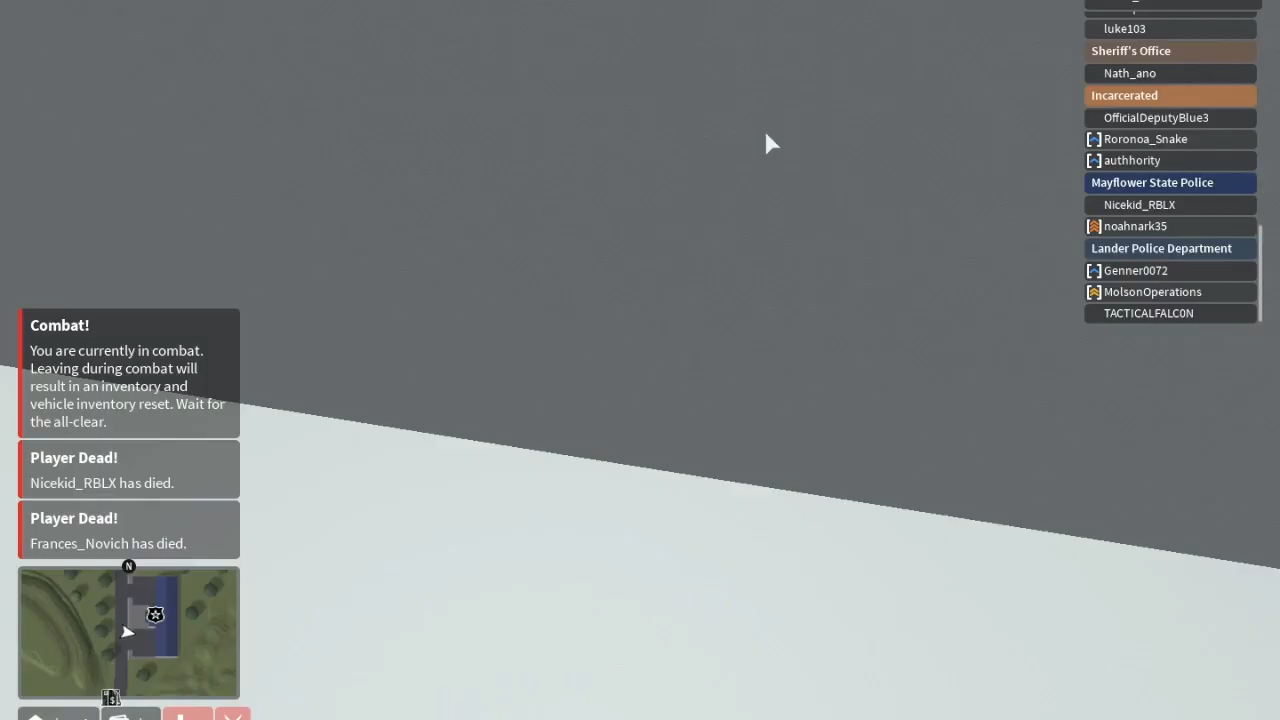 luke103
Sheriff's Office
Nath_ano
Incarcerated
OfficialDeputyBlue3
Roronoa_Snake
authhority
Mayflower State Police
Nicekid_RBLX
noahnark35
Lander Police Department
Genner0072
MolsonOperations
TACTICALFALC0N
Combat!
You are currently in combat.
Leaving during combat will
result in an inventory and
vehicle inventory reset. Wait for
the all-clear.
Player Dead!
Nicekid_RBLX has died.
Player Dead!
Frances_Novich has died.
N